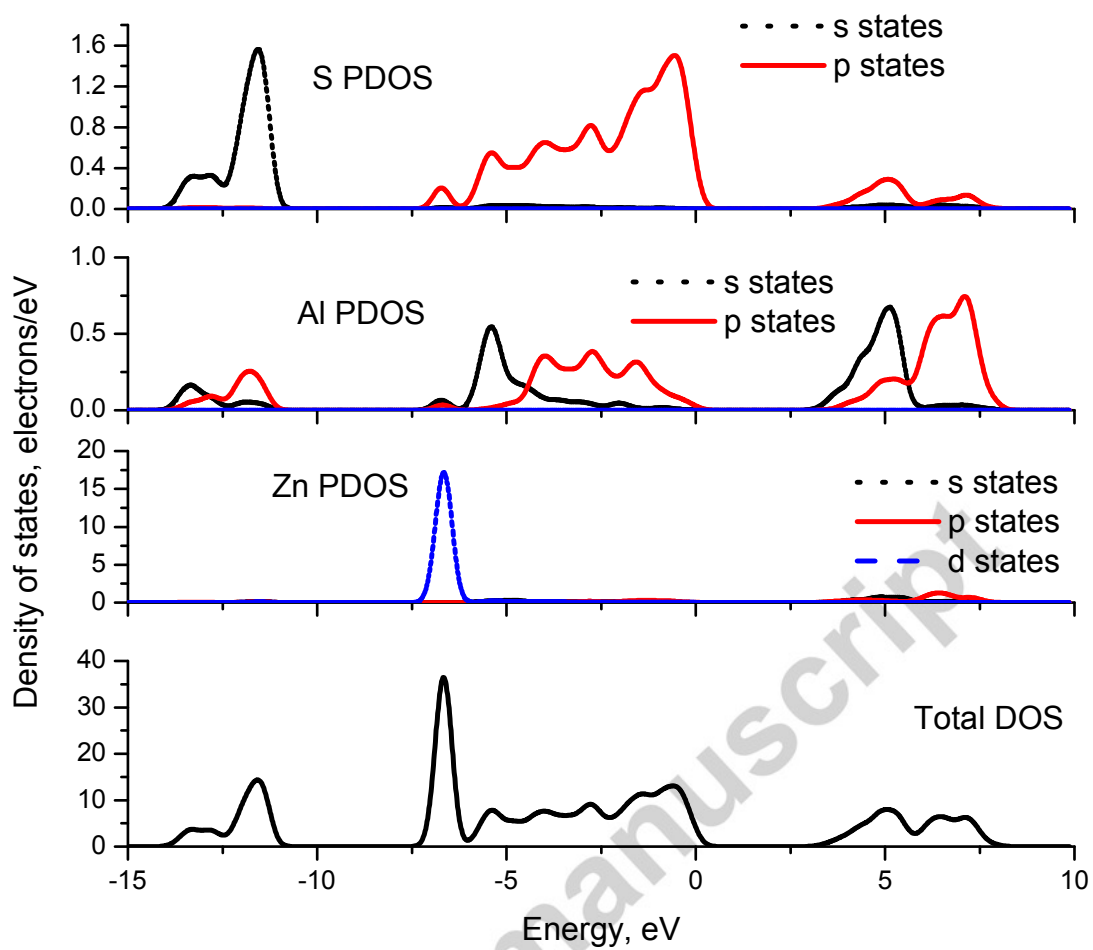 s states
p states
S PDOS
1.6
1.2
0.8
0.4
0.0
s states
p states
Al PDOS
1.0
0.5
0.0
s states
p states
d states
Zn PDOS
20
15
10
5
0
Total DOS
40
30
20
10
0
-15
-10
-5
0
5
10
Energy, eV
Density of states, electrons/eV
manuscript